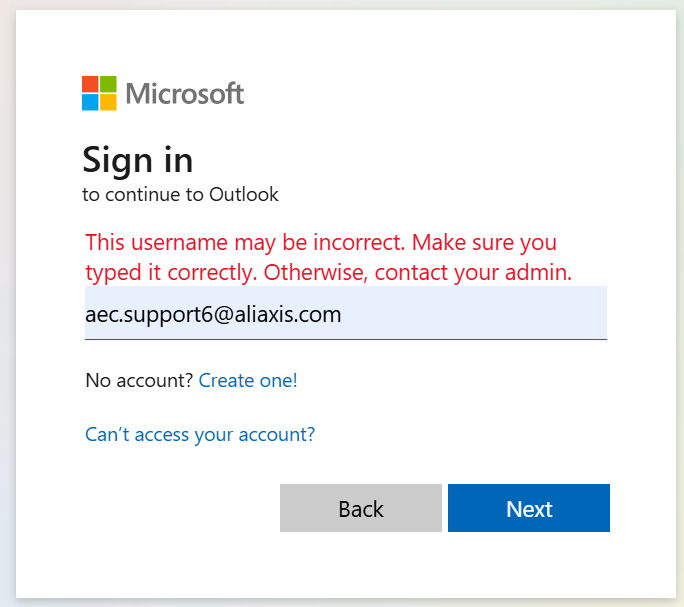 Microsoft
Sign in
to continue to Outlook
This username may be incorrect. Make sure you
typed it correctly. Otherwise, contact your admin.
aec.support6@aliaxis.com
No account? Create one!
Can’t access your account?
Back
Next